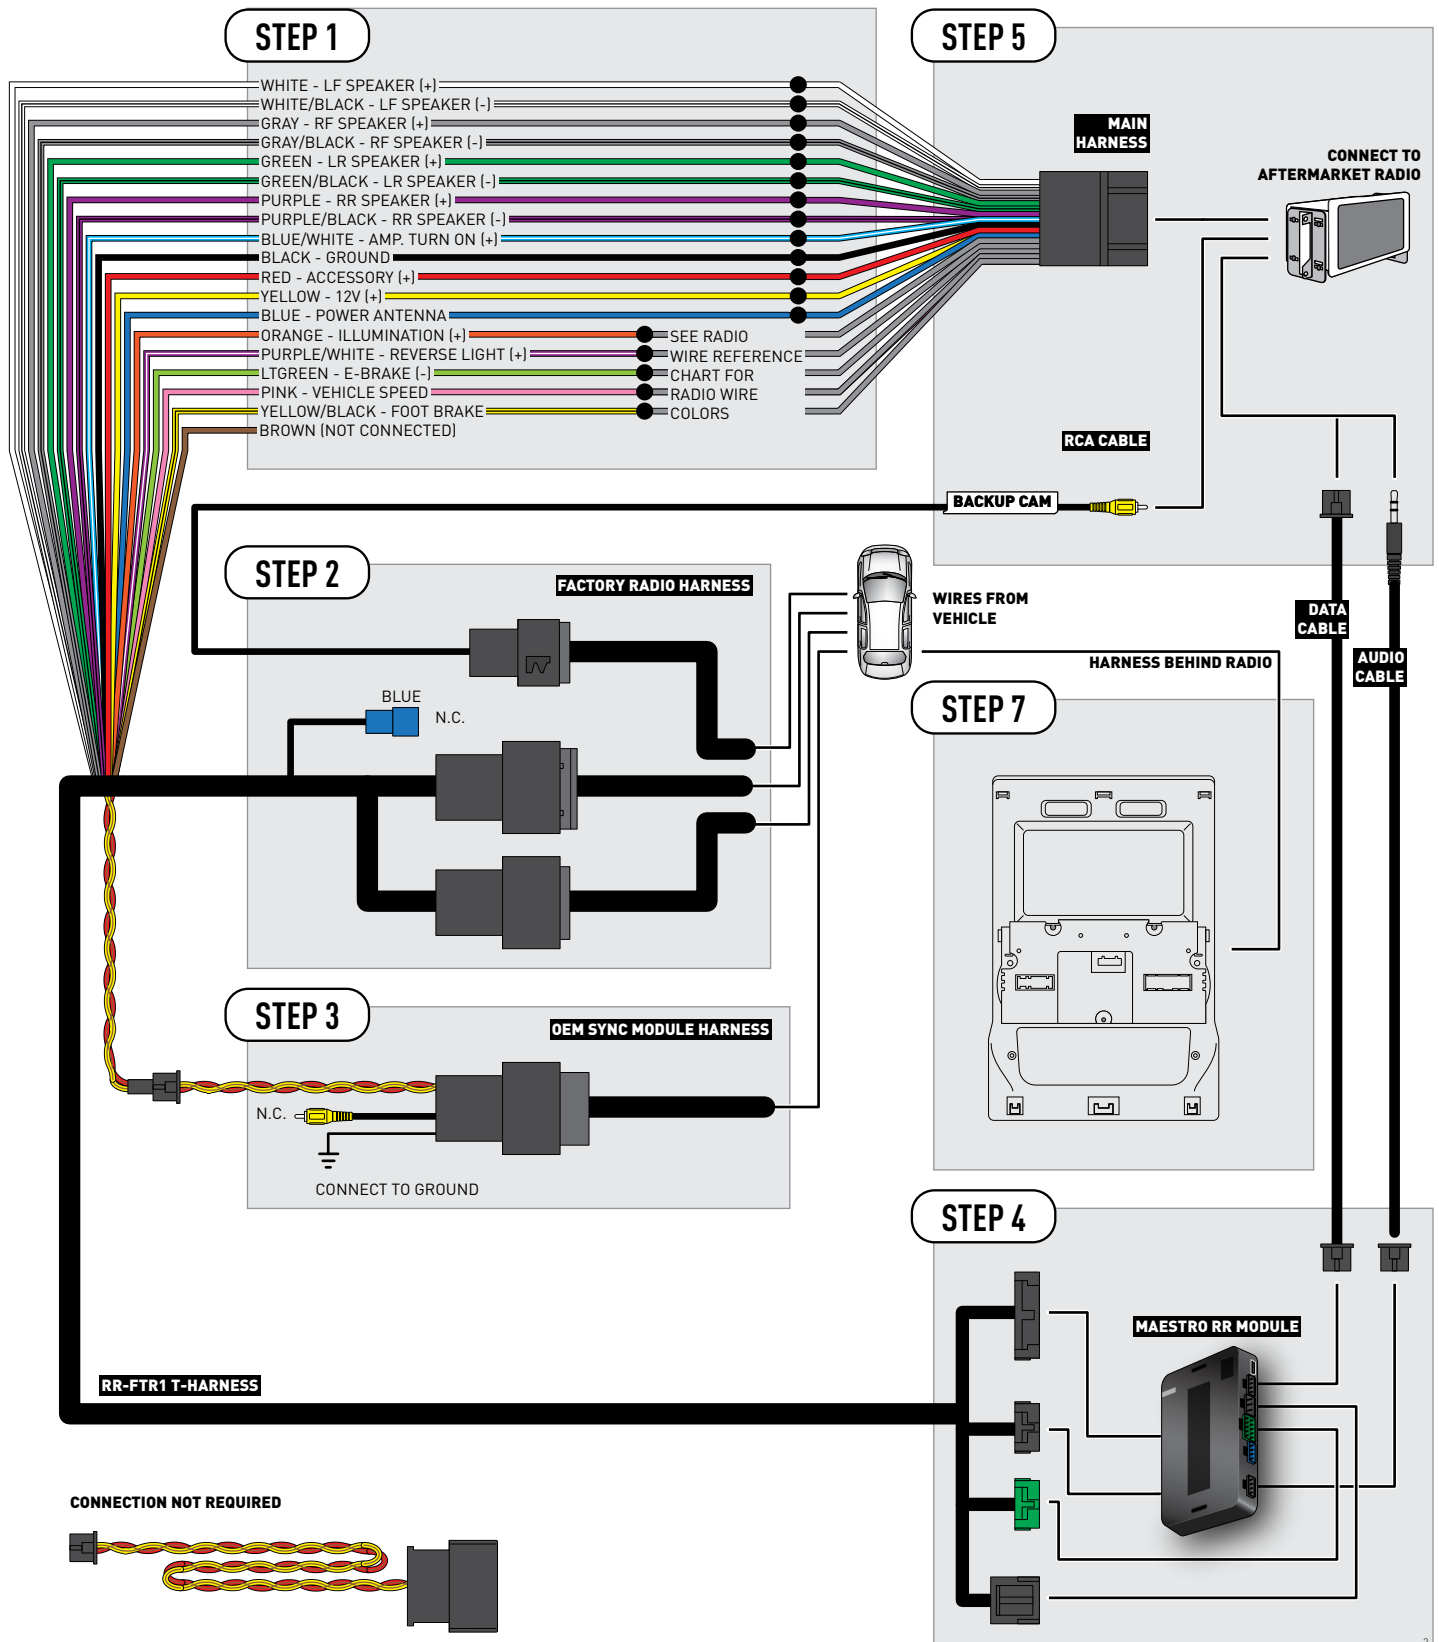 STEP 1
WHITE - LF SPEAKER (+)
WHITE/BLACK - LF SPEAKER (-)
GRAY - RF SPEAKER (+)
GRAY/BLACK - RF SPEAKER (-)
GREEN - LR SPEAKER (+)
GREEN/BLACK - LR SPEAKER (-)
PURPLE - RR SPEAKER (+)
PURPLE/BLACK - RR SPEAKER (-)
BLUE/WHITE - AMP. TURN ON (+)
BLACK - GROUND
RED - ACCESSORY (+)
YELLOW - 12V (+)
BLUE - POWER ANTENNA
ORANGE - ILLUMINATION (+)
PURPLE/WHITE - REVERSE LIGHT (+)
LTGREEN - E-BRAKE (-)
PINK - VEHICLE SPEED
YELLOW/BLACK - FOOT BRAKE
BROWN (NOT CONNECTED)
SEE RADIO
WIRE REFERENCE
CHART FOR
RADIO WIRE
COLORS
STEP 5
MAIN
HARNESS
CONNECT TO
AFTERMARKET RADIO
RCA CABLE
BACKUP CAM
DATA
CABLE
AUDIO
CABLE
STEP 2
FACTORY RADIO HARNESS
BLUE
N.C.
WIRES FROM
VEHICLE
HARNESS BEHIND RADIO
STEP 7
STEP 3
OEM SYNC MODULE HARNESS
N.C.
CONNECT TO GROUND
STEP 4
MAESTRO RR MODULE
RR-FTR1 T-HARNESS
CONNECTION NOT REQUIRED
2